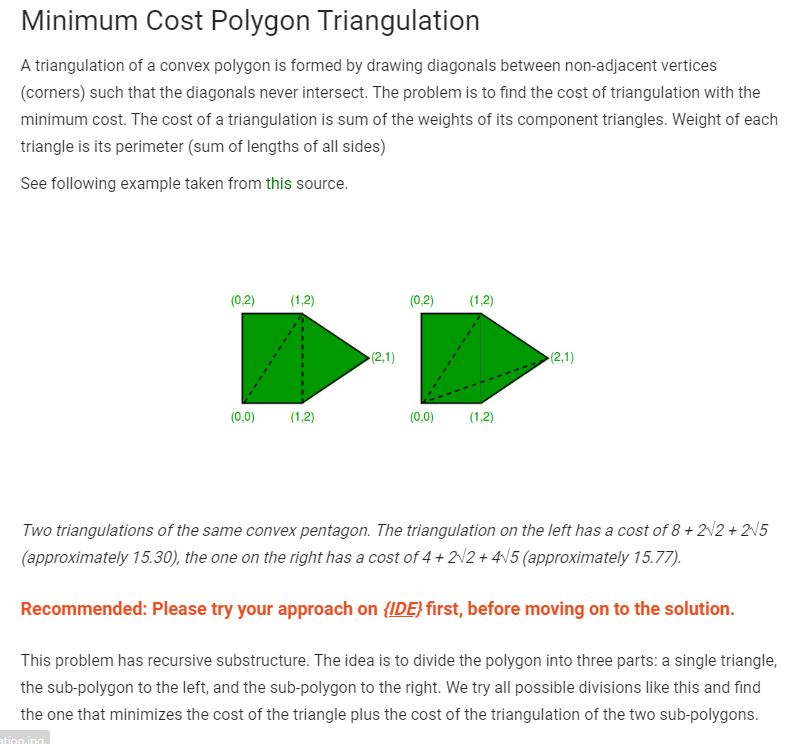 Minimum Cost Polygon Triangulation
A triangulation of a convex polygon is formed by drawing diagonals between non-adjacent vertices
(corners) such that the diagonals never intersect. The problem is to find the cost of triangulation with the
minimum cost. The cost of a triangulation is sum of the weights of its component triangles. Weight of each
triangle is its perimeter (sum of lengths of all sides)
See following example taken from this source.
(0,2) (1,2) (0,2) (1,2)
(2,1) (2,1)
(0,0) (1,2) (0,0) (1,2)
Two triangulations of the same convex pentagon. The triangulation on the left has a cost of 8 + 2√2 + 2√5
(approximately 15.30), the one on the right has a cost of 4 + 2√2 + 4√5 (approximately 15.77).
Recommended: Please try your approach on {IDE} first, before moving on to the solution.
This problem has recursive substructure. The idea is to divide the polygon into three parts: a single triangle,
the sub-polygon to the left, and the sub-polygon to the right. We try all possible divisions like this and find
the one that minimizes the cost of the triangle plus the cost of the triangulation of the two sub-polygons.